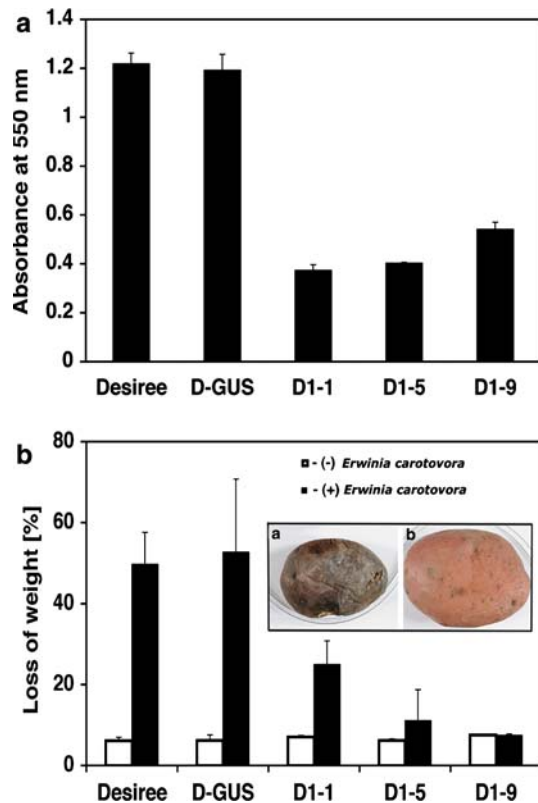 a
1.4
1.2
1
0.8
0.6
0.4
0.2
0
Absorbance at 550 nm
Desiree D-GUS D1-1 D1-5 D1-9
b
80
60
40
20
0
Loss of weight [%]
- (-) Erwinia carotovora
- (+) Erwinia carotovora
a b
Desiree D-GUS D1-1 D1-5 D1-9